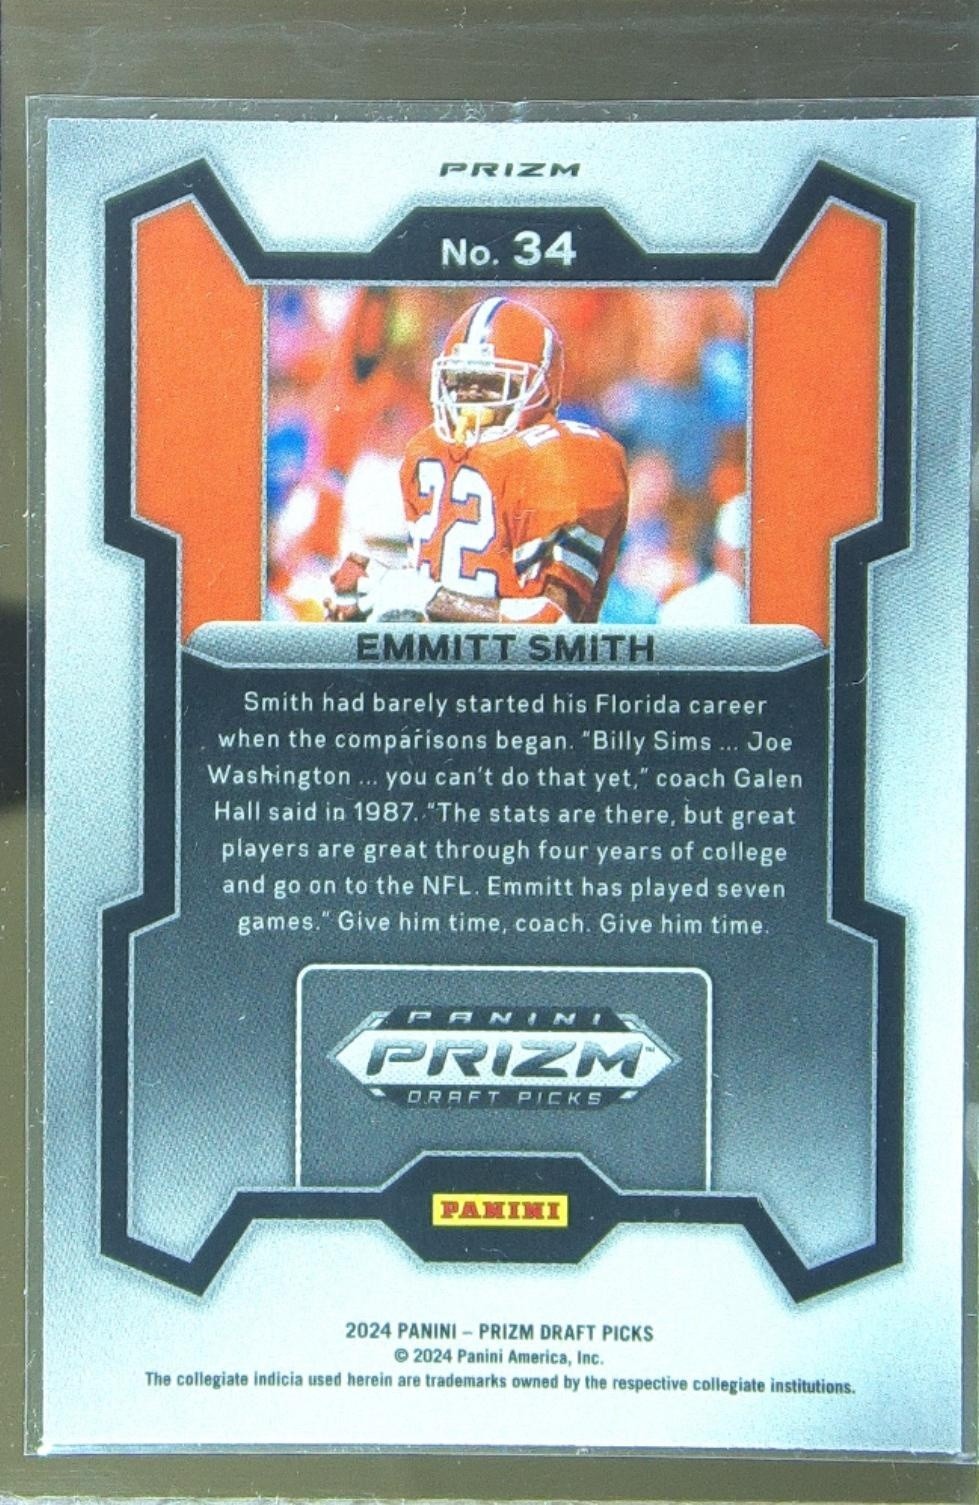 PRIZM
No. 34
22
22
EMMITT SMITH
Smith had barely started his Florida career
when the comparisons began. "Billy Sims ... Joe
Washington ... you can't do that yet," coach Galen
Hall said in 1987. "The stats are there, but great
players are great through four years of college
and go on to the NFL. Emmitt has played seven
games." Give him time, coach. Give him time.
PANINI
PRIZM™
DRAFT PICKS
PANINI
2024 PANINI – PRIZM DRAFT PICKS
© 2024 Panini America, Inc.
The collegiate indicia used herein are trademarks owned by the respective collegiate institutions.